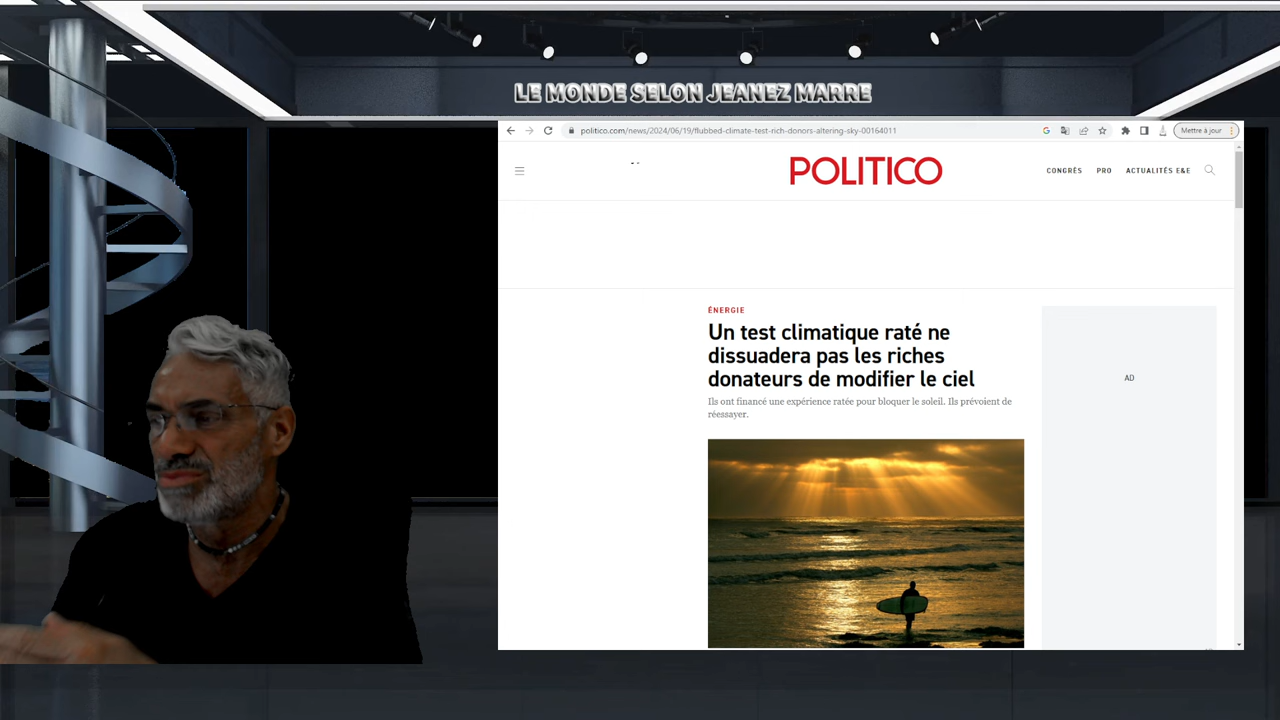 LE MONDE SELON JEANEZ MARRE
politico.com/news/2024/06/19/flubbed-climate-test-rich-donors-altering-sky-00164011
Mettre à jour
POLITICO
CONGRÈS PRO ACTUALITÉS E&E
ÉNERGIE
Un test climatique raté ne
dissuadera pas les riches
donateurs de modifier le ciel
Ils ont financé une expérience ratée pour bloquer le soleil. Ils prévoient de
réessayer.
AD